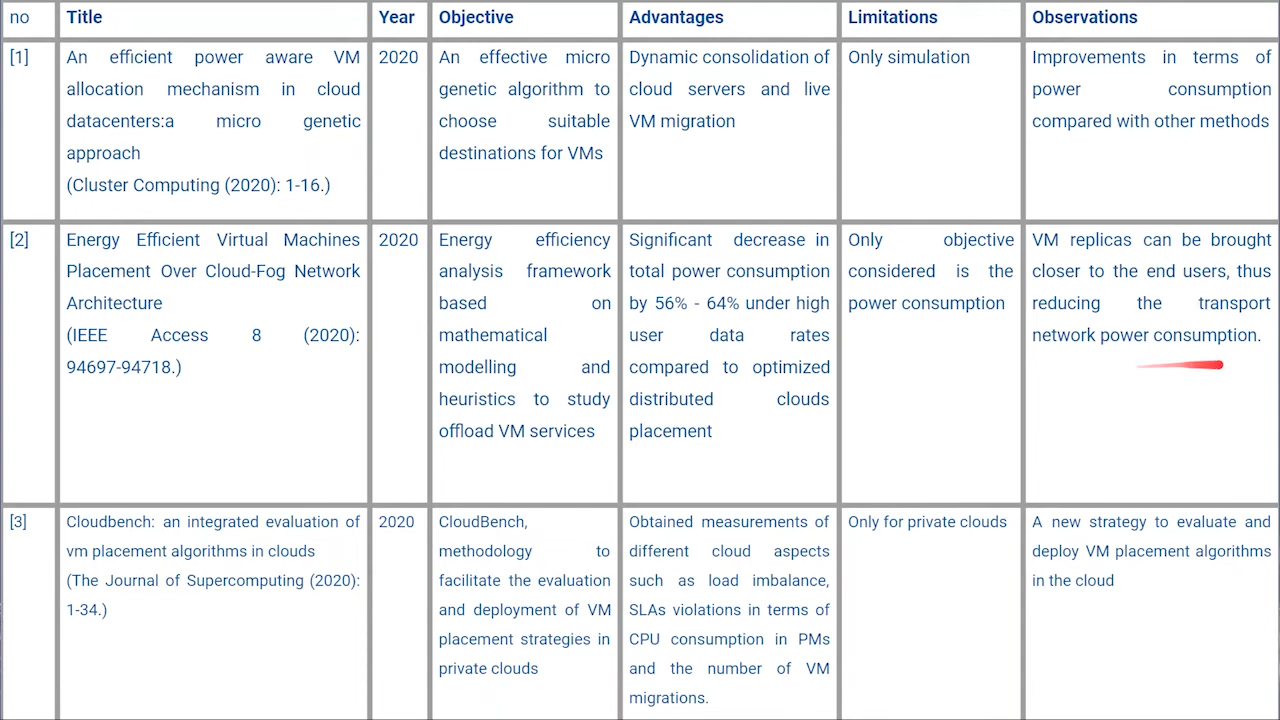 no
Title
Year
Objective
Advantages
Limitations
Observations
[1]
An efficient power aware VM
allocation mechanism in cloud
datacenters:a micro genetic
approach
(Cluster Computing (2020): 1-16.)
2020
An effective micro
genetic algorithm to
choose suitable
destinations for VMs
Dynamic consolidation of
cloud servers and live
VM migration
Only simulation
Improvements in terms of
power consumption
compared with other methods
[2]
Energy Efficient Virtual Machines
Placement Over Cloud-Fog Network
Architecture
(IEEE Access 8 (2020):
94697-94718.)
2020
Energy efficiency
analysis framework
based on
mathematical
modelling and
heuristics to study
offload VM services
Significant decrease in
total power consumption
by 56% - 64% under high
user data rates
compared to optimized
distributed clouds
placement
Only objective
considered is the
power consumption
VM replicas can be brought
closer to the end users, thus
reducing the transport
network power consumption.
[3]
Cloudbench: an integrated evaluation of
vm placement algorithms in clouds
(The Journal of Supercomputing (2020):
1-34.)
2020
CloudBench,
methodology to
facilitate the evaluation
and deployment of VM
placement strategies in
private clouds
Obtained measurements of
different cloud aspects
such as load imbalance,
SLAs violations in terms of
CPU consumption in PMs
and the number of VM
migrations.
Only for private clouds
A new strategy to evaluate and
deploy VM placement algorithms
in the cloud